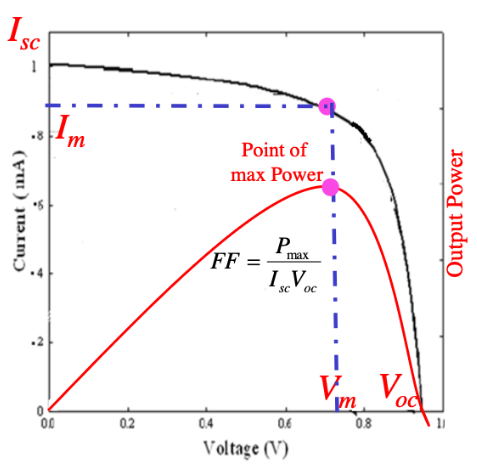 I_sc
1
I_m
·8
Point of
max Power
·6
FF = P_max / I_sc V_oc
·4
·2
V_m
V_oc
0
0.0
0.2
0.4
0.6
0.8
1
Voltage (V)
Current (mA)
Output Power